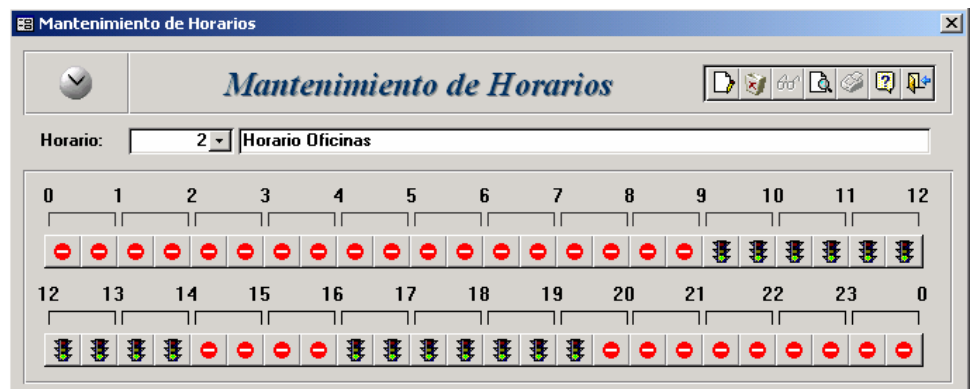 Mantenimiento de Horarios
Mantenimiento de Horarios
Horario: 2 Horario Oficinas
0 1 2 3 4 5 6 7 8 9 10 11 12
12 13 14 15 16 17 18 19 20 21 22 23 0